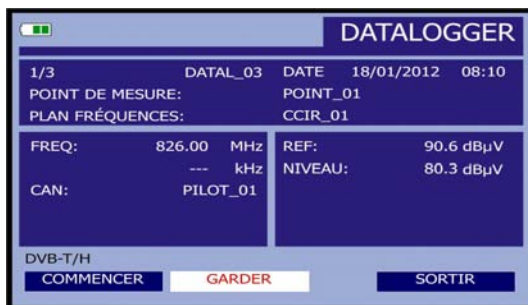 DATALOGGER
1/3 DATAL_03 DATE 18/01/2012 08:10
POINT DE MESURE: POINT_01
PLAN FRÉQUENCES: CCIR_01
FREQ: 826.00 MHz
--- kHz
CAN: PILOT_01
REF: 90.6 dBµV
NIVEAU: 80.3 dBµV
DVB-T/H
COMMENCER GARDER SORTIR